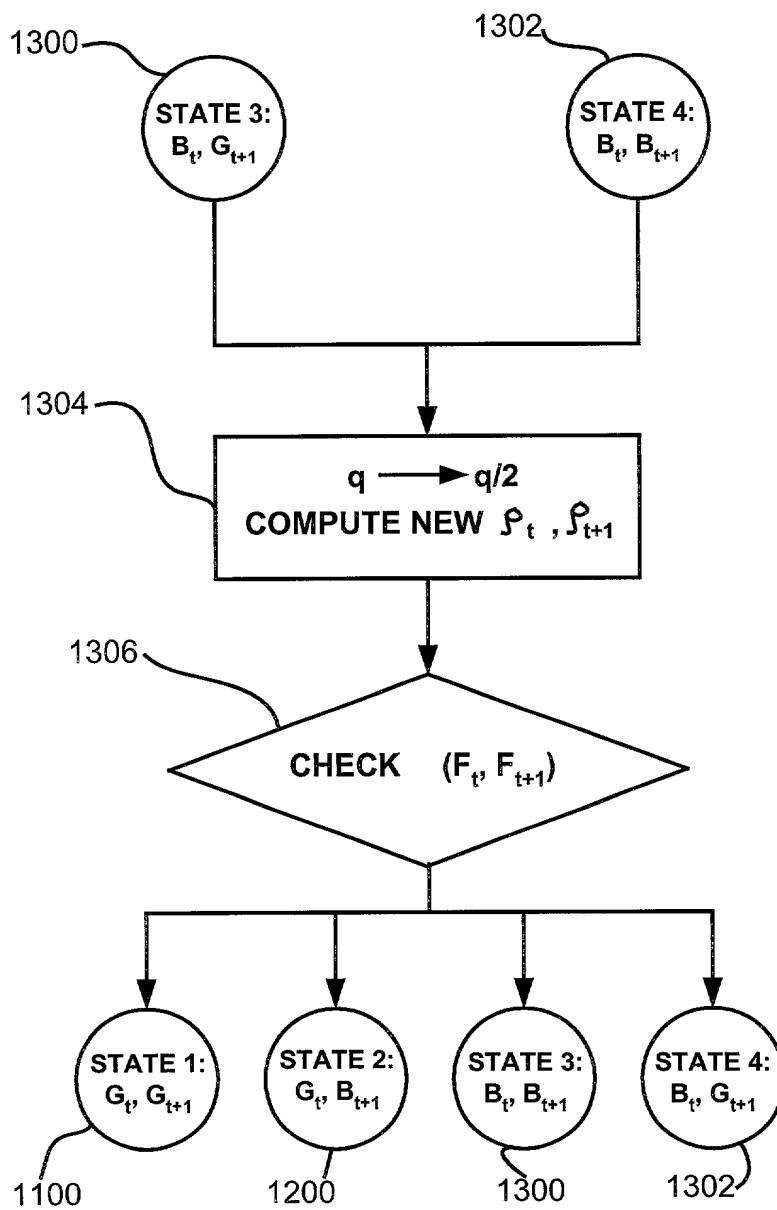 1300
1302
STATE 3:
Bt, Gt+1
STATE 4:
Bt, Bt+1
1304
q → q/2
COMPUTE NEW ρt , ρt+1
1306
CHECK (Ft, Ft+1)
STATE 1:
Gt, Gt+1
STATE 2:
Gt, Bt+1
STATE 3:
Bt, Bt+1
STATE 4:
Bt, Gt+1
1100
1200
1300
1302